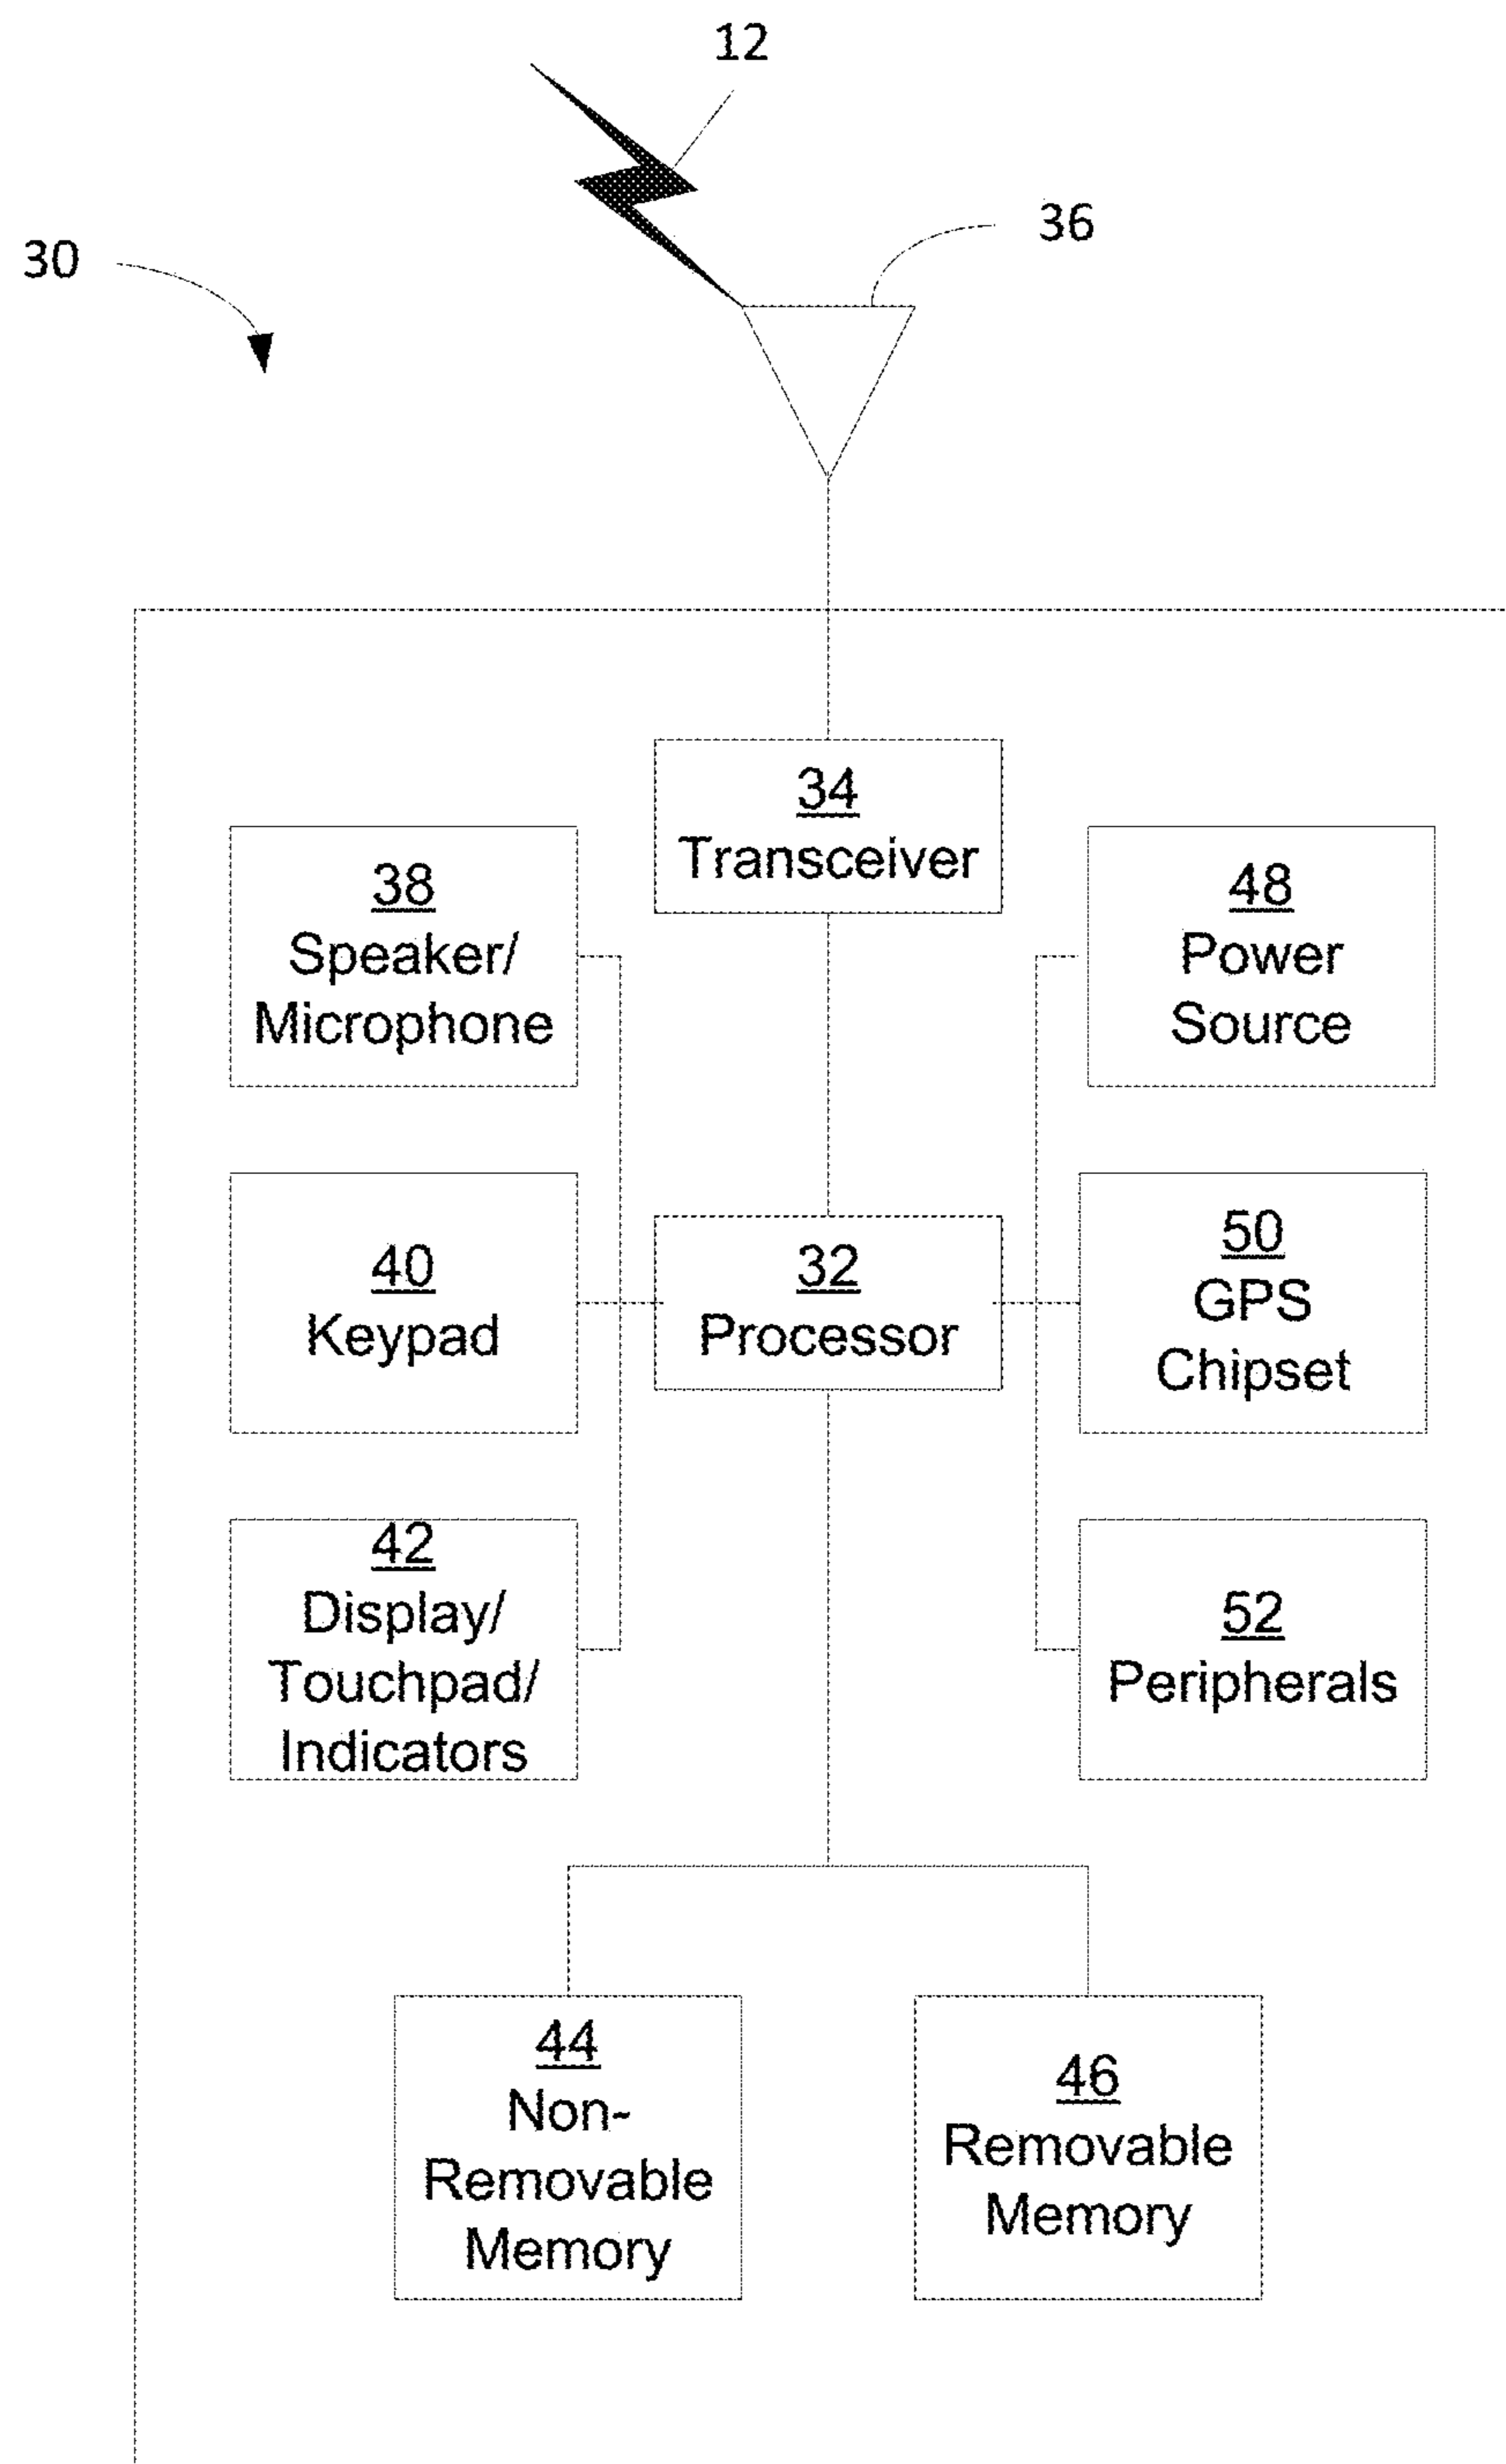 12
36
30
34
Transceiver
38
Speaker/
Microphone
48
Power
Source
40
Keypad
32
Processor
50
GPS
Chipset
42
Display/
Touchpad/
Indicators
52
Peripherals
44
Non-
Removable
Memory
46
Removable
Memory